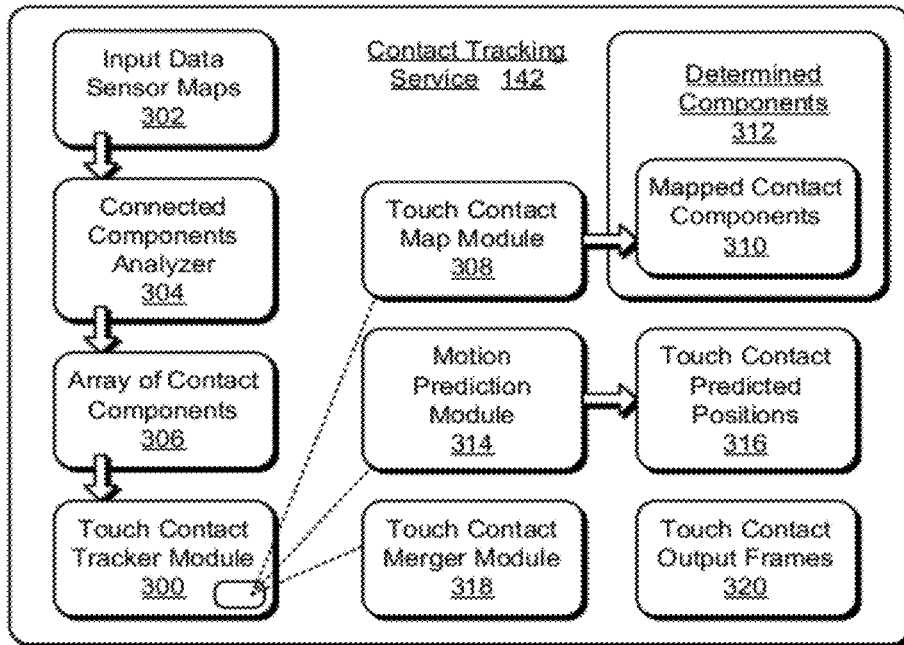 Input Data
Sensor Maps
302
Connected
Components
Analyzer
304
Array of Contact
Components
306
Touch Contact
Tracker Module
300
Contact Tracking
Service 142
Touch Contact
Map Module
308
Motion
Prediction
Module
314
Touch Contact
Merger Module
318
Determined
Components
312
Mapped Contact
Components
310
Touch Contact
Predicted
Positions
316
Touch Contact
Output Frames
320